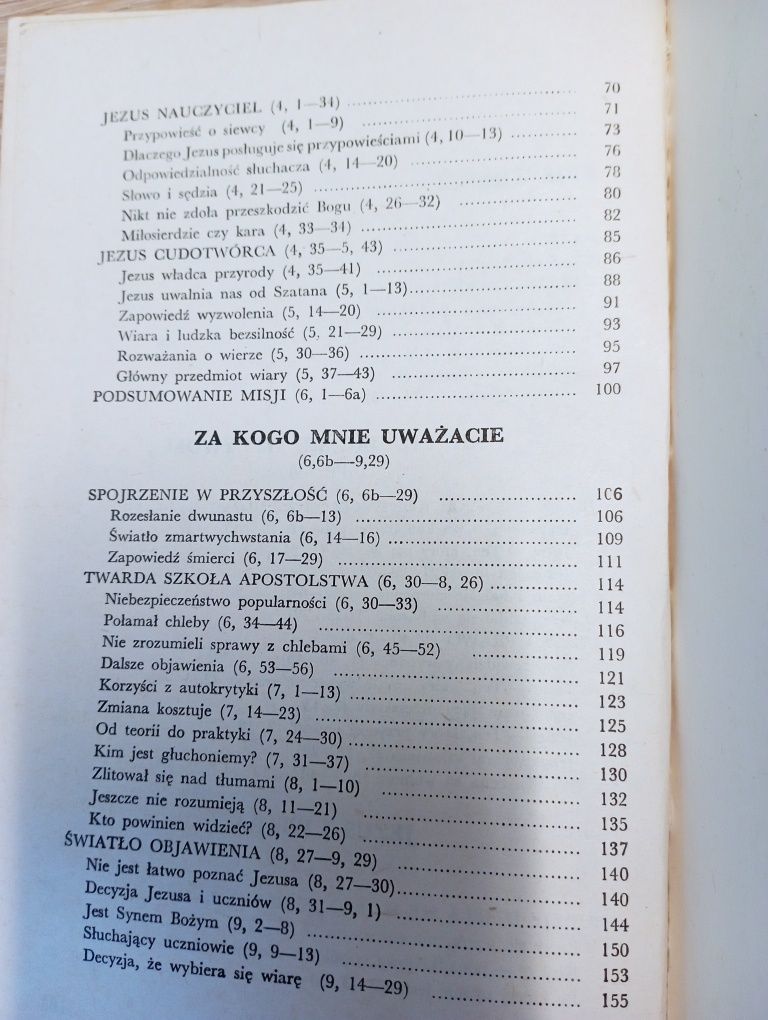 JEZUS NAUCZYCIEL (4, 1—34) 70
Przypowieść o siewcy (4, 1—9) 71
Dlaczego Jezus posługuje się przypowieściami (4, 10—13) 73
Odpowiedzialność słuchacza (4, 14—20) 76
Słowo i sędzia (4, 21—25) 78
Nikt nie zdoła przeszkodzić Bogu (4, 26—32) 80
Miłosierdzie czy kara (4, 33—34) 82
JEZUS CUDOTWÓRCA (4, 35—5, 43) 85
Jezus władca przyrody (4, 35—41) 86
Jezus uwalnia nas od Szatana (5, 1—13) 88
Zapowiedź wyzwolenia (5, 14—20) 91
Wiara i ludzka bezsilność (5. 21—29) 93
Rozważania o wierze (5, 30—36) 95
Główny przedmiot wiary (5, 37—43) 97
PODSUMOWANIE MISJI (6, 1—6a) 100
ZA KOGO MNIE UWAŻACIE
(6,6b—9,29)
SPOJRZENIE W PRZYSZŁOŚĆ (6, 6b—29) 106
Rozesłanie dwunastu (6, 6b—13) 106
Światło zmartwychwstania (6, 14—16) 109
Zapowiedź śmierci (6, 17—29) 111
TWARDA SZKOŁA APOSTOLSTWA (6, 30—8, 26) 114
Niebezpieczeństwo popularności (6, 30—33) 114
Połamał chleby (6, 34—44) 116
Nie zrozumieli sprawy z chlebami (6, 45—52) 119
Dalsze objawienia (6, 53—56) 121
Korzyści z autokrytyki (7, 1—13) 123
Zmiana kosztuje (7, 14—23) 125
Od teorii do praktyki (7, 24—30) 128
Kim jest głuchoniemy? (7, 31—37) 130
Zlitował się nad tłumami (8, 1—10) 132
Jeszcze nie rozumieją (8, 11—21) 135
Kto powinien widzieć? (8, 22—26) 137
ŚWIATŁO OBJAWIENIA (8, 27—9, 29) 140
Nie jest łatwo poznać Jezusa (8, 27—30) 140
Decyzja Jezusa i uczniów (8, 31—9, 1) 144
Jest Synem Bożym (9, 2—8) 150
Słuchający uczniowie (9, 9—13) 153
Decyzja, że wybiera się wiarę (9, 14—29) 155